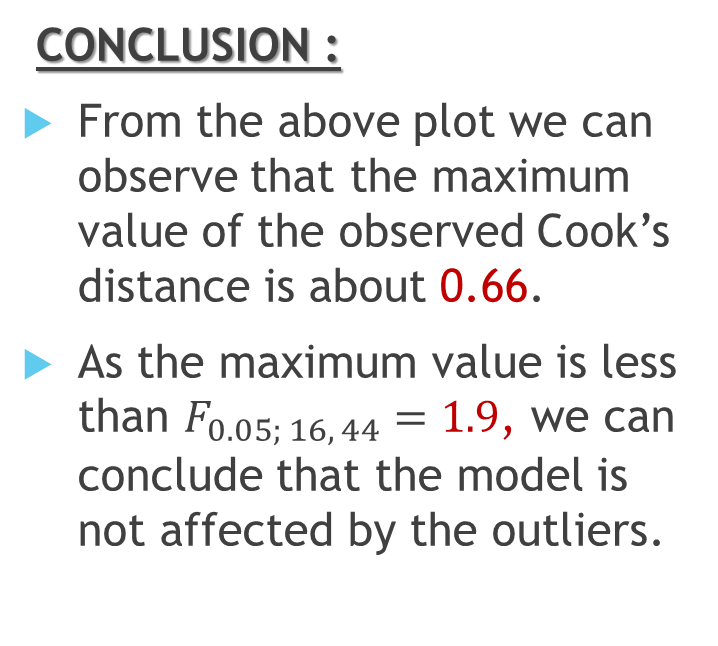 CONCLUSION :
From the above plot we can
observe that the maximum
value of the observed Cook’s
distance is about 0.66.
As the maximum value is less
than 𝐹0.05; 16, 44 = 1.9, we can
conclude that the model is
not affected by the outliers.